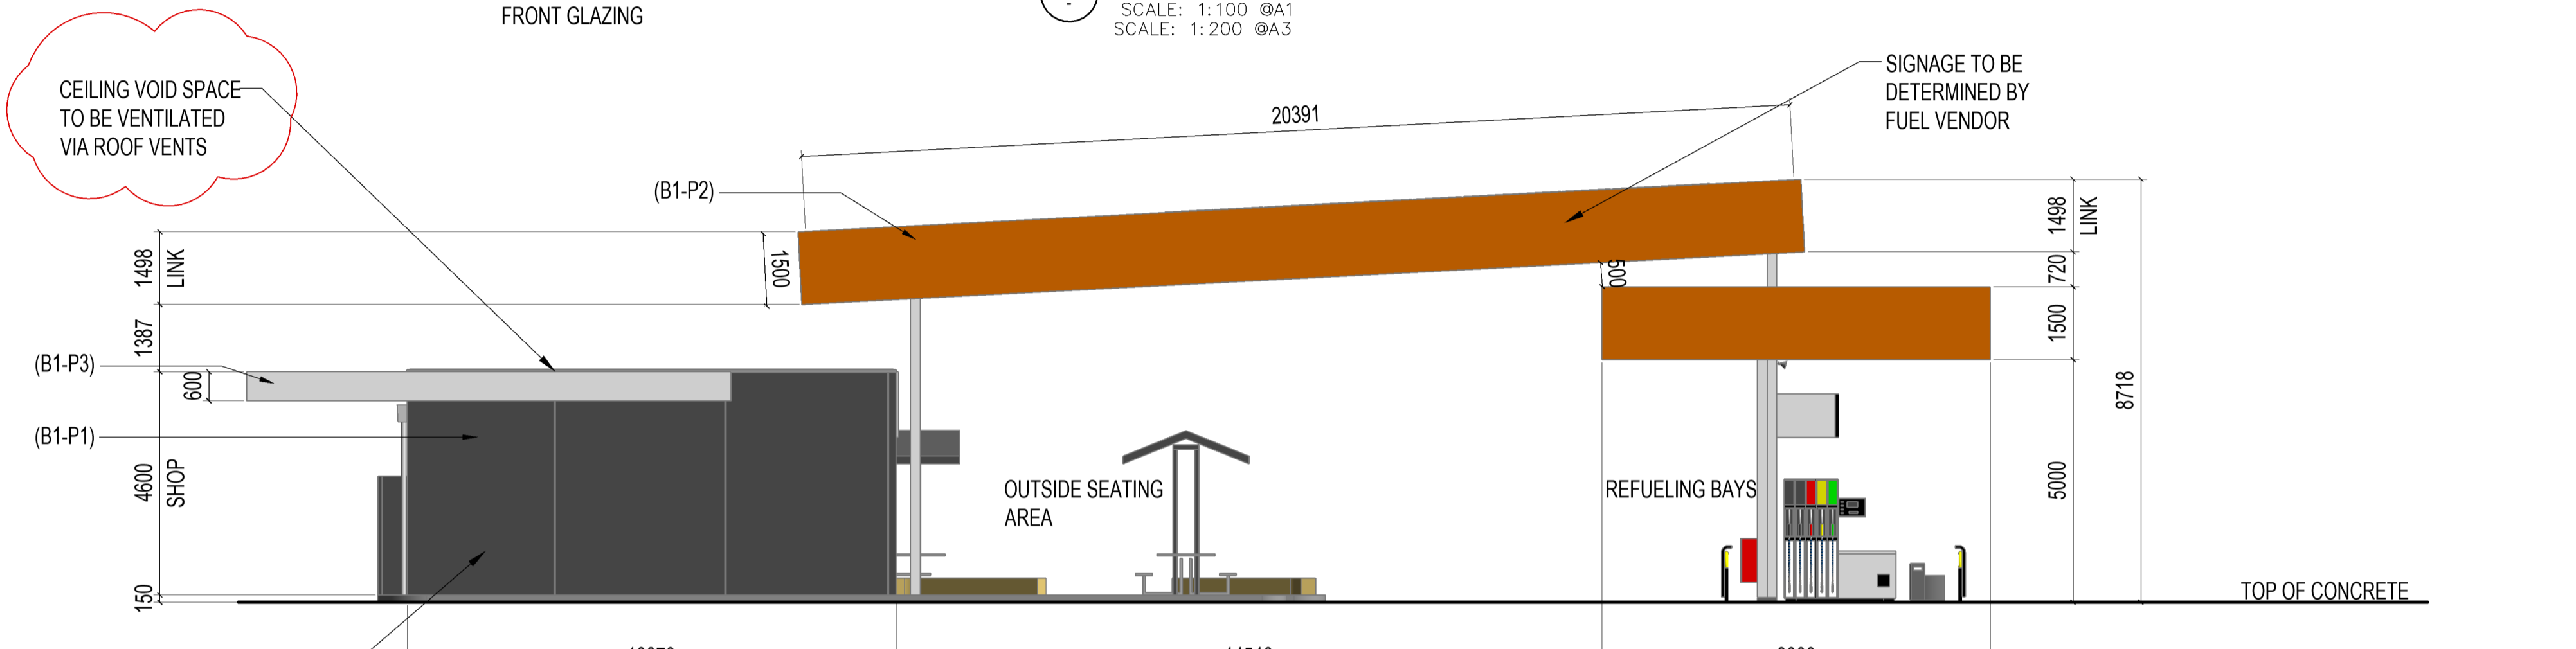 FRONT GLAZING
-
SCALE: 1:100 @A1
SCALE: 1:200 @A3
CEILING VOID SPACE
TO BE VENTILATED
VIA ROOF VENTS
SIGNAGE TO BE
DETERMINED BY
FUEL VENDOR
20391
(B1-P2)
1498
LINK
1500
1498
LINK
500
720
1387
1500
(B1-P3)
600
8718
(B1-P1)
4600
SHOP
OUTSIDE SEATING
AREA
REFUELING BAYS
5000
150
TOP OF CONCRETE